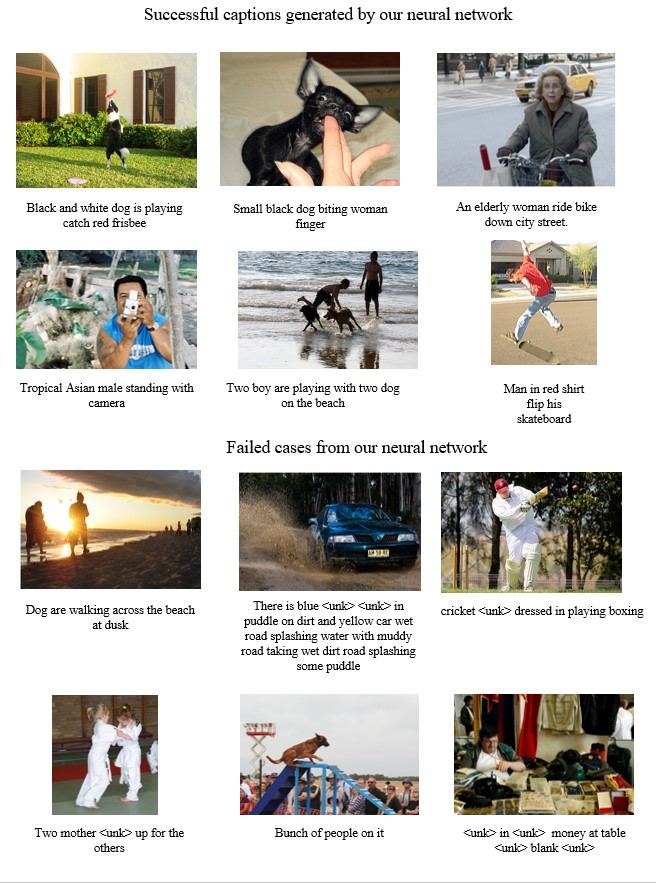 Successful captions generated by our neural network
Black and white dog is playing
catch red frisbee
Small black dog biting woman
finger
An elderly woman ride bike
down city street.
Tropical Asian male standing with
camera
Two boy are playing with two dog
on the beach
Man in red shirt
flip his
skateboard
Failed cases from our neural network
Dog are walking across the beach
at dusk
There is blue <unk> <unk> in
puddle on dirt and yellow car wet
road splashing water with muddy
road taking wet dirt road splashing
some puddle
cricket <unk> dressed in playing boxing
Two mother <unk> up for the
others
Bunch of people on it
<unk> in <unk> money at table
<unk> blank <unk>